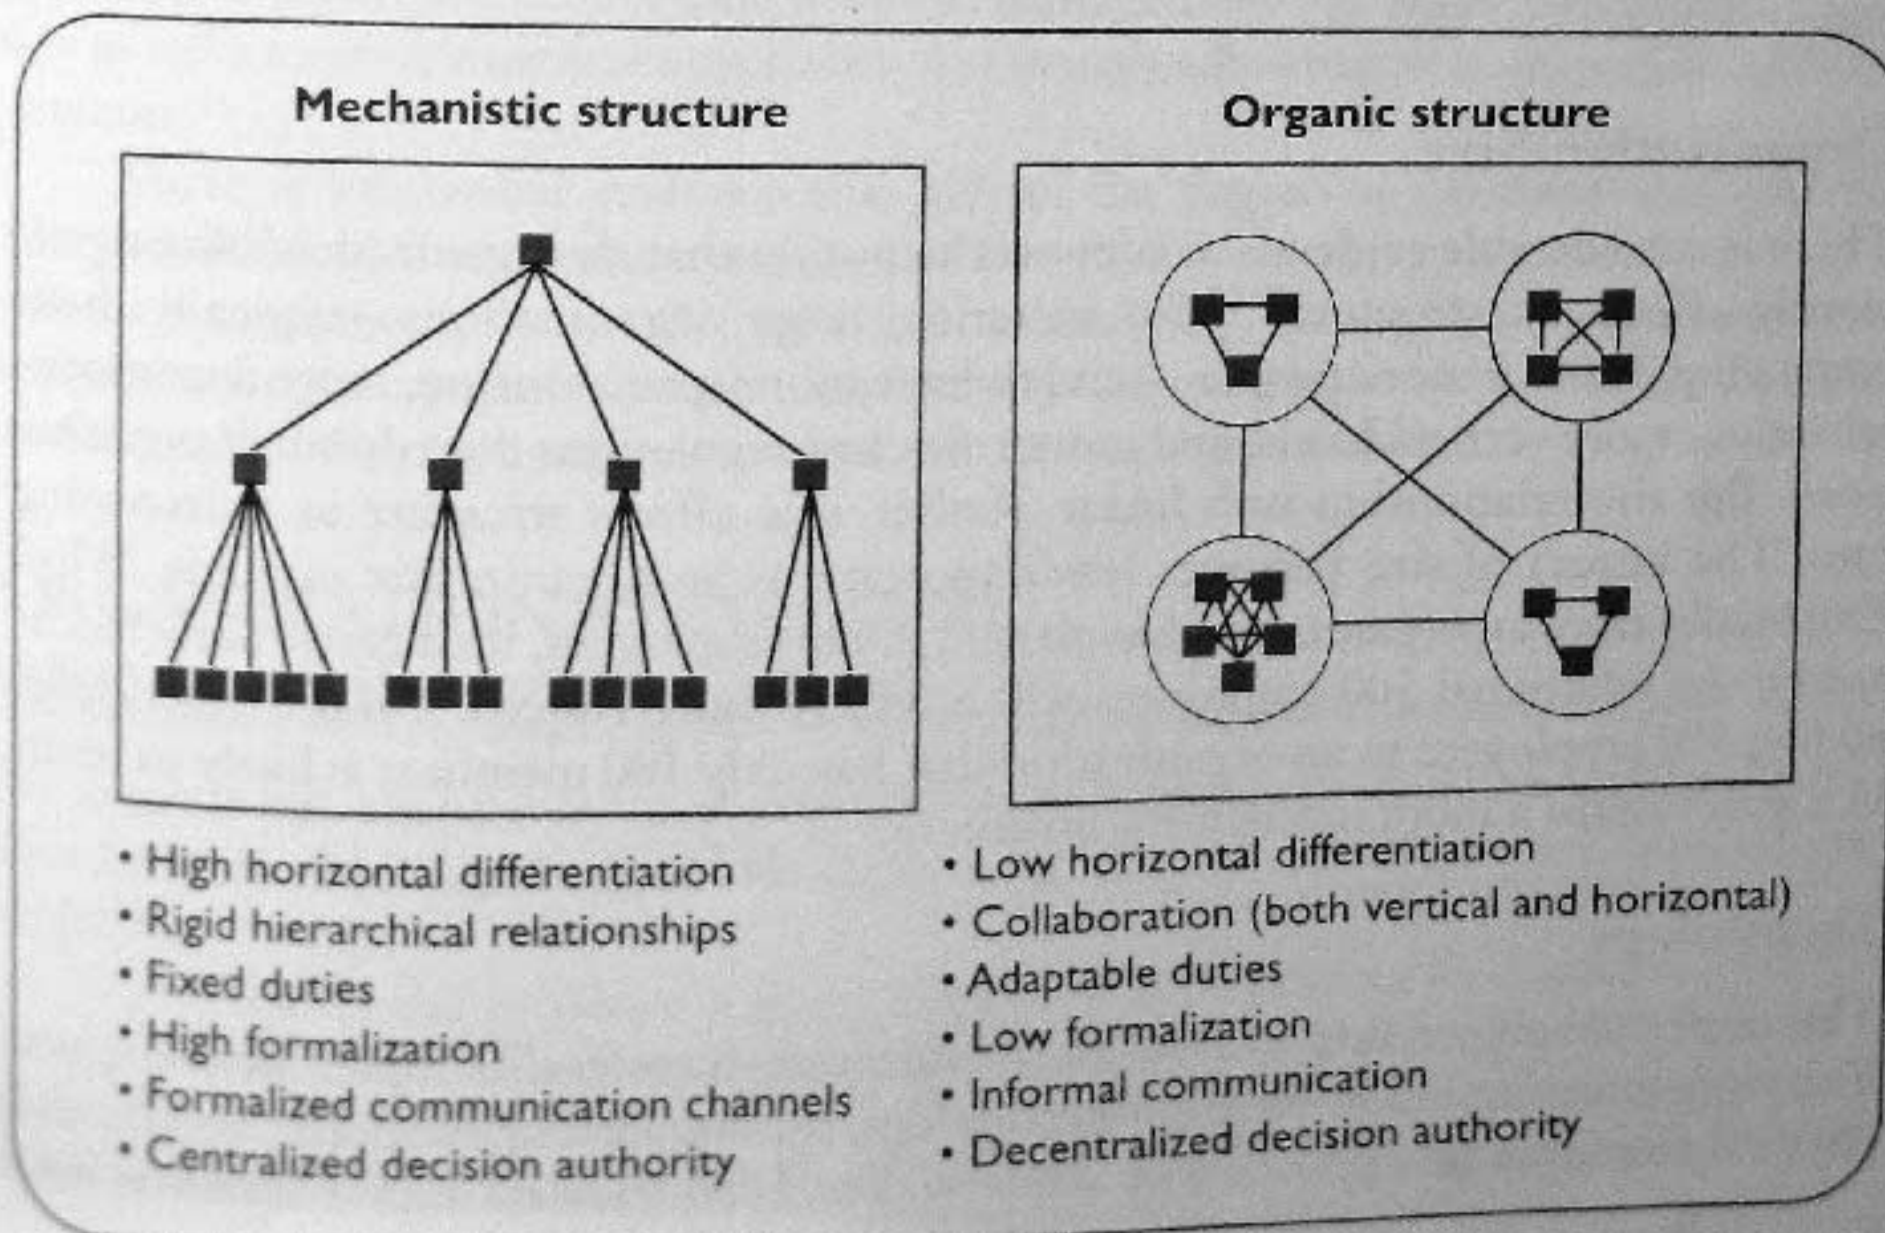 Mechanistic structure
• High horizontal differentiation
• Rigid hierarchical relationships
• Fixed duties
• High formalization
• Formalized communication channels
• Centralized decision authority
Organic structure
• Low horizontal differentiation
• Collaboration (both vertical and horizontal)
• Adaptable duties
• Low formalization
• Informal communication
• Decentralized decision authority